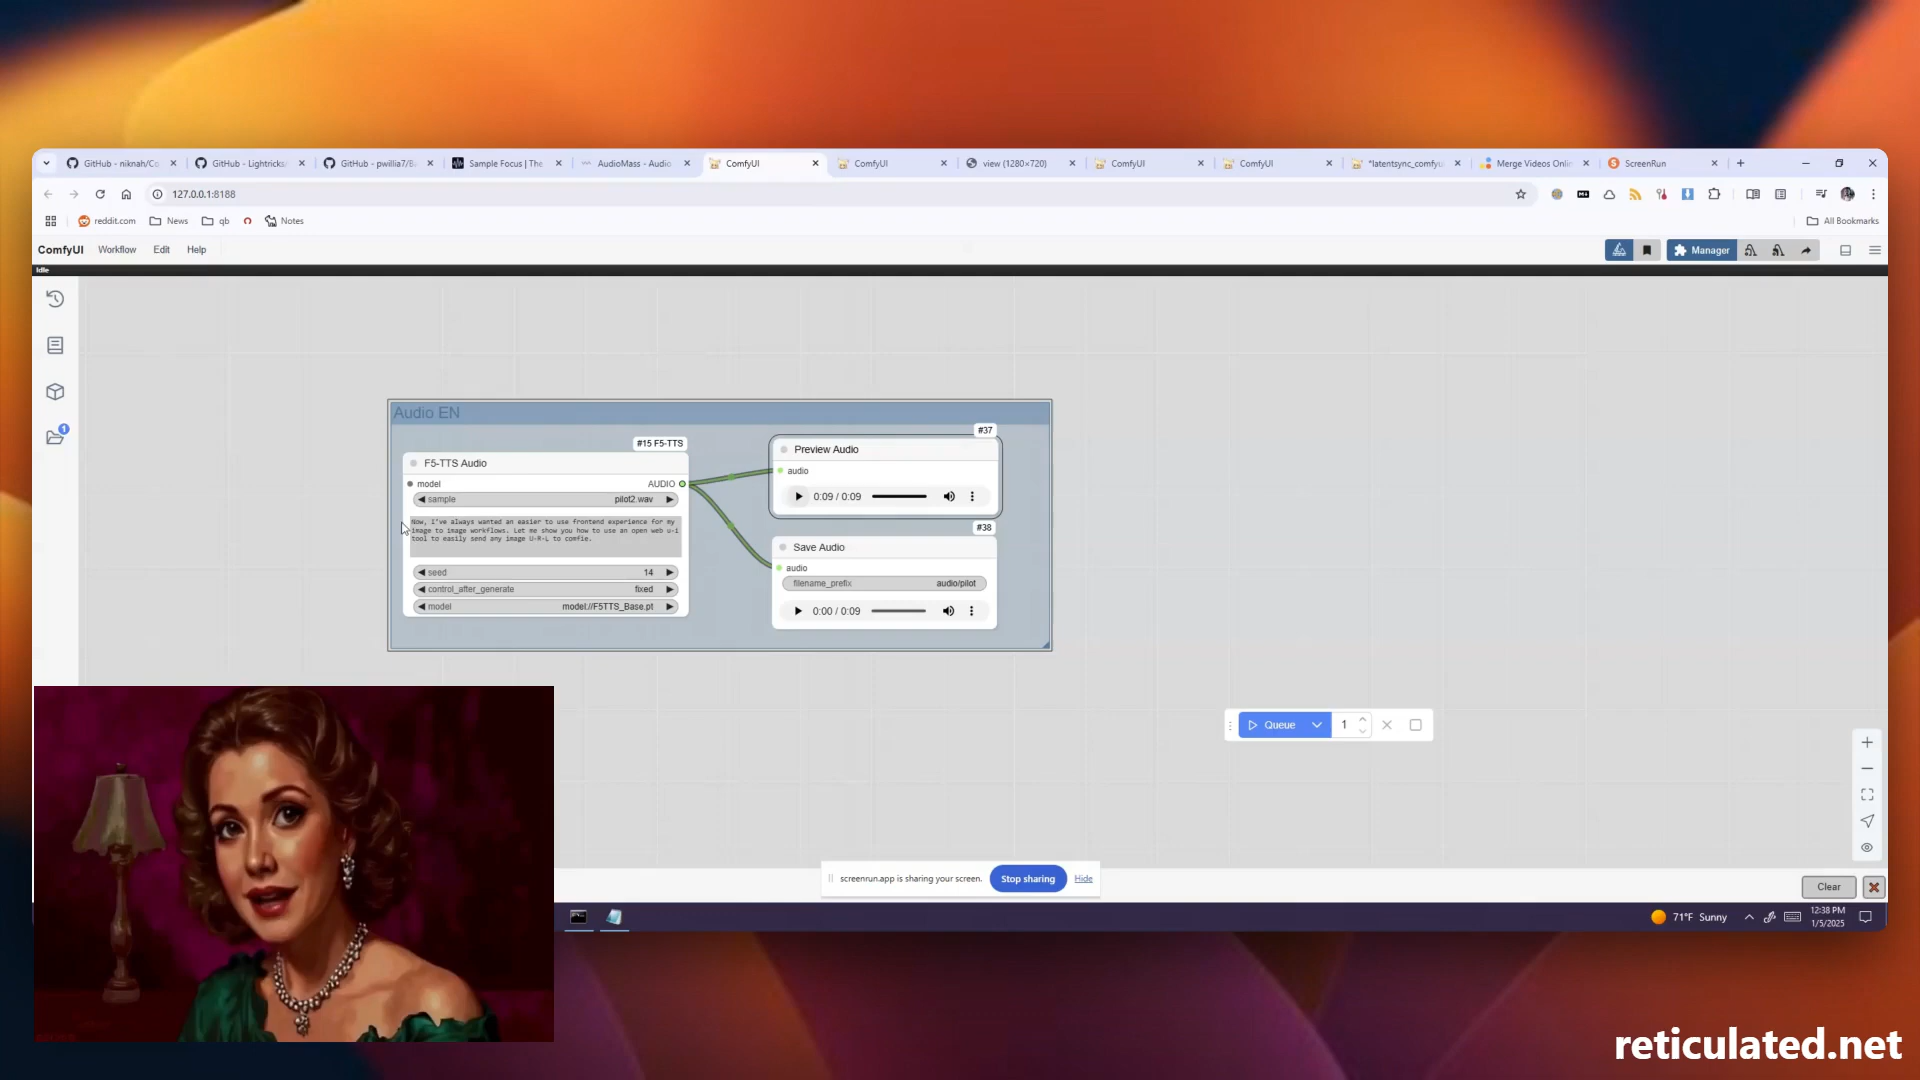 GitHub - niknah/Co
GitHub - Lightricks/
GitHub - pwillia7/Ba
Sample Focus | The
AudioMass - Audio
ComfyUI
ComfyUI
view (1280×720)
ComfyUI
ComfyUI
*latentsync_comfyui
Merge Videos Onlin
ScreenRun
127.0.0.1:8188
reddit.com
News
qb
Notes
All Bookmarks
ComfyUI
Workflow
Edit
Help
Manager
Idle
1
Audio EN
#15 F5-TTS
F5-TTS Audio
model
AUDIO
sample
pilot2.wav
Now, i've always wanted an easier to use frontend experience for my
image to image workflows. Let me show you how to use an open web u-i
tool to easily send any image U-R-L to comfie.
seed
14
control_after_generate
fixed
model
model://F5TTS_Base.pt
#37
Preview Audio
audio
0:09 / 0:09
#38
Save Audio
audio
filename_prefix
audio/pilot
0:00 / 0:09
Queue
1
screenrun.app is sharing your screen.
Stop sharing
Hide
Clear
71°F Sunny
12:38 PM
1/5/2025
reticulated.net